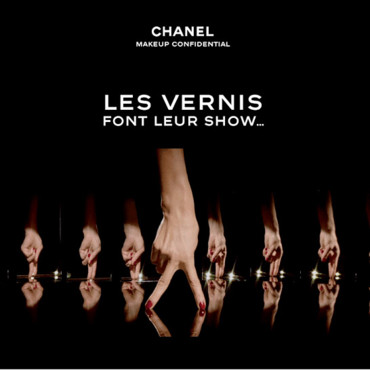 CHANEL
MAKEUP CONFIDENTIAL
LES VERNIS
FONT LEUR SHOW...